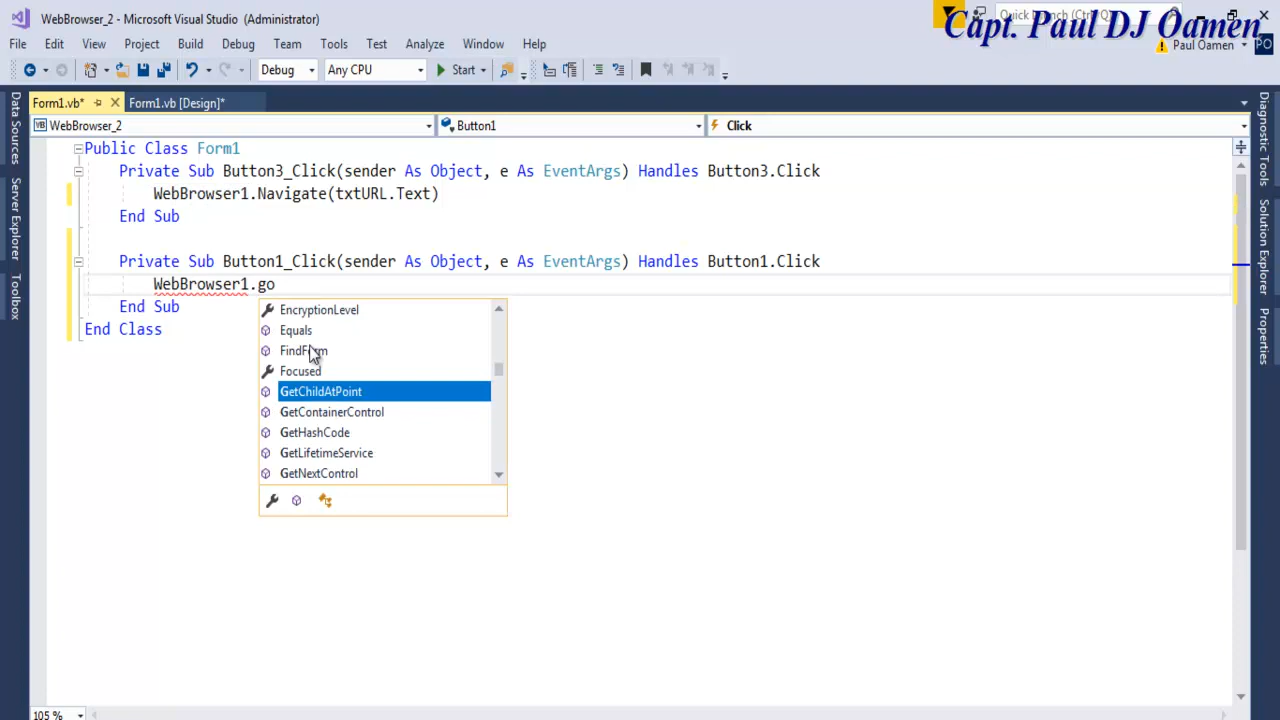 WebBrowser_2 - Microsoft Visual Studio (Administrator)
Quick Launch (Ctrl+Q)
Capt. Paul DJ Oamen
File Edit View Project Build Debug Team Tools Test Analyze Window Help
Paul Oamen PO
Debug Any CPU Start
Form1.vb* Form1.vb [Design]*
WebBrowser_2 Button1 Click
Data Sources
Server Explorer
Toolbox
Public Class Form1
Private Sub Button3_Click(sender As Object, e As EventArgs) Handles Button3.Click
WebBrowser1.Navigate(txtURL.Text)
End Sub
Private Sub Button1_Click(sender As Object, e As EventArgs) Handles Button1.Click
WebBrowser1.go
End Sub
End Class
EncryptionLevel
Equals
FindForm
Focused
GetChildAtPoint
GetContainerControl
GetHashCode
GetLifetimeService
GetNextControl
Diagnostic Tools
Solution Explorer
Properties
105 %